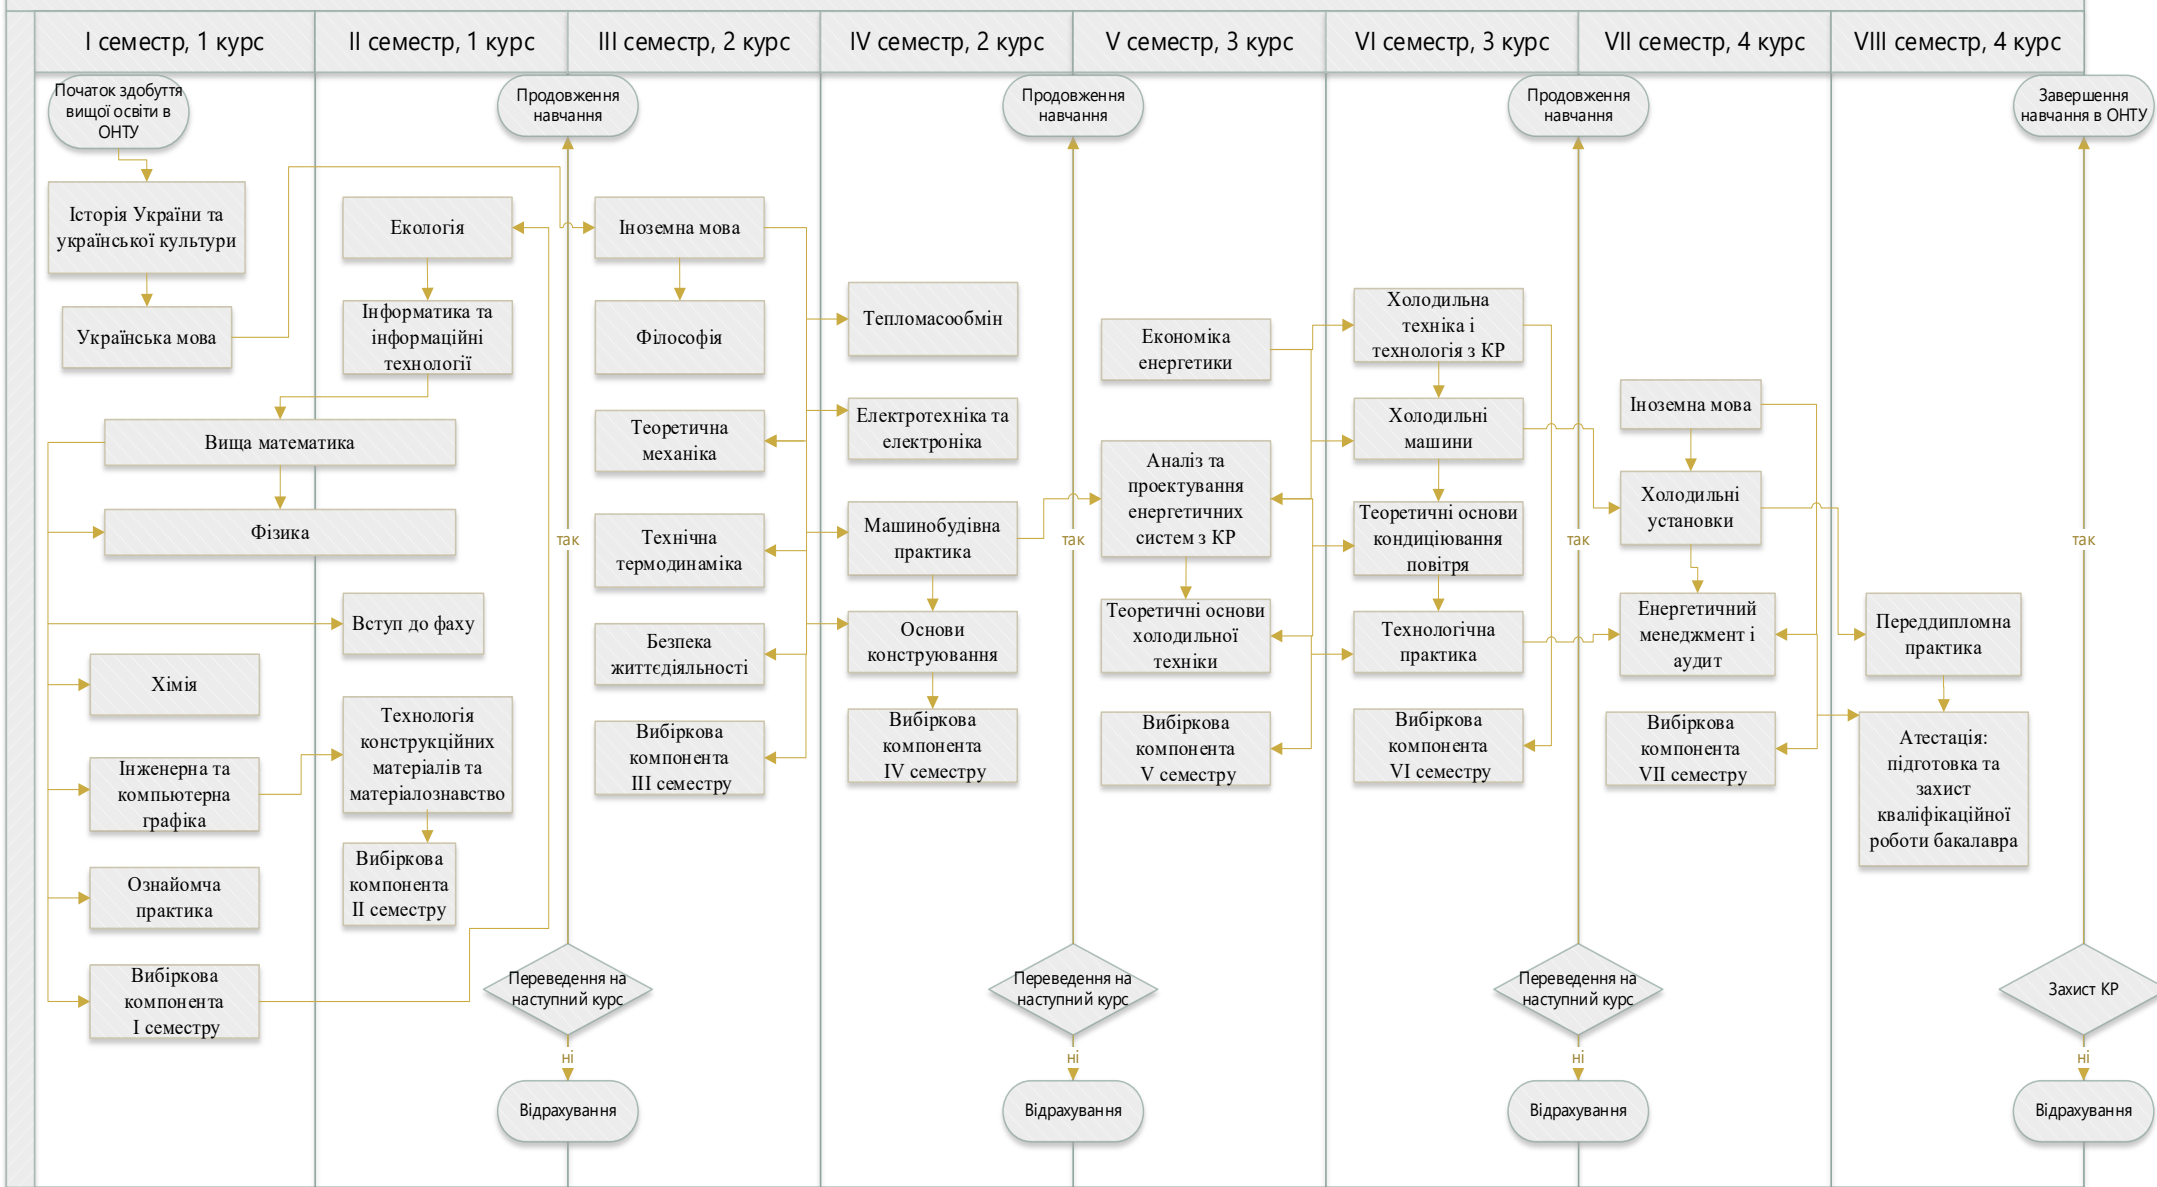 I семестр, 1 курс
II семестр, 1 курс
III семестр, 2 курс
IV семестр, 2 курс
V семестр, 3 курс
VI семестр, 3 курс
VII семестр, 4 курс
VIII семестр, 4 курс
Початок здобуття
вищої освіти в
ОНТУ
Історія України та
української культури
Українська мова
Вища математика
Фізика
Хімія
Інженерна та
компьютерна
графіка
Ознайомча
практика
Вибіркова
компонента
I семестру
Екологія
Інформатика та
інформаційні
технології
Вступ до фаху
Технологія
конструкційних
матеріалів та
матеріалознавство
Вибіркова
компонента
II семестру
Продовження
навчання
так
Переведення на
наступний курс
ні
Відрахування
Іноземна мова
Філософія
Теоретична
механіка
Технічна
термодинаміка
Безпека
життєдіяльності
Вибіркова
компонента
III семестру
Тепломасообмін
Електротехніка та
електроніка
Машинобудівна
практика
Основи
конструювання
Вибіркова
компонента
IV семестру
Продовження
навчання
так
Переведення на
наступний курс
ні
Відрахування
Економіка
енергетики
Аналіз та
проектування
енергетичних
систем з КР
Теоретичні основи
холодильної
техніки
Вибіркова
компонента
V семестру
Холодильна
техніка і
технологія з КР
Холодильні
машини
Теоретичні основи
кондиціювання
повітря
Технологічна
практика
Вибіркова
компонента
VI семестру
Продовження
навчання
так
Переведення на
наступний курс
ні
Відрахування
Іноземна мова
Холодильні
установки
Енергетичний
менеджмент і
аудит
Вибіркова
компонента
VII семестру
Переддипломна
практика
Атестація:
підготовка та
захист
кваліфікаційної
роботи бакалавра
Завершення
навчання в ОНТУ
так
Захист КР
ні
Відрахування